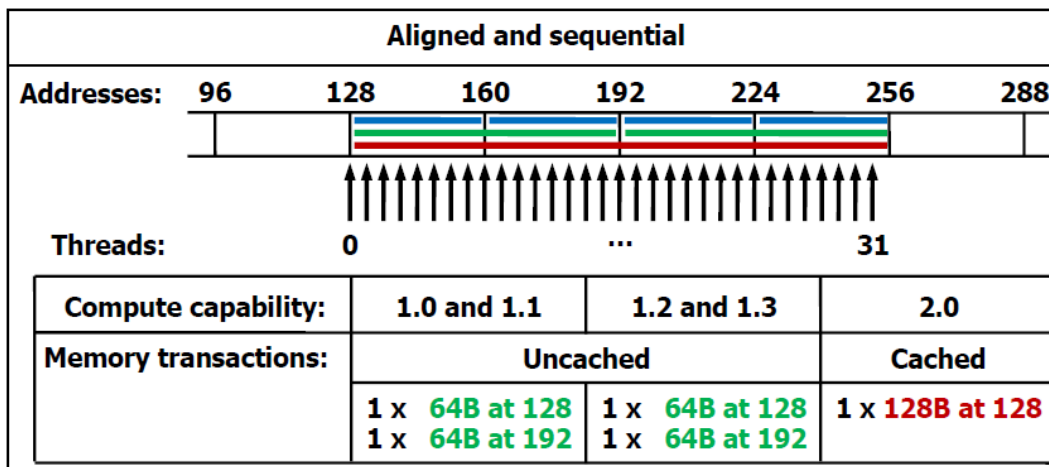 Aligned and sequential
Addresses: 96 128 160 192 224 256 288
Threads: 0 ... 31
Compute capability: 1.0 and 1.1 1.2 and 1.3 2.0
Memory transactions: Uncached Cached
1 x 64B at 128 1 x 64B at 128 1 x 128B at 128
1 x 64B at 192 1 x 64B at 192